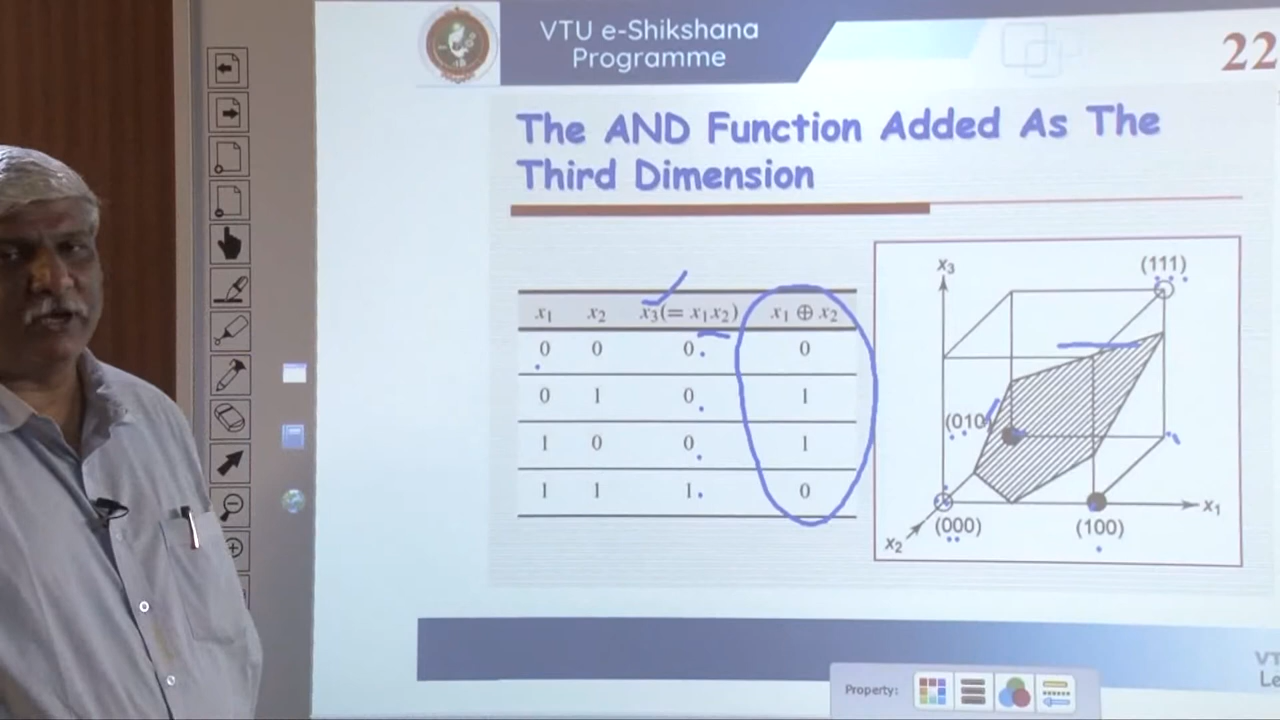 VTU e-Shikshana
Programme
22
The AND Function Added As The
Third Dimension
x₁ x₂ x₃(= x₁x₂) x₁ ⊕ x₂
0 0 0 0
0 1 0 1
1 0 0 1
1 1 1 0
x₃
(111)
(010)
(000)
(100)
x₁
x₂
Property: